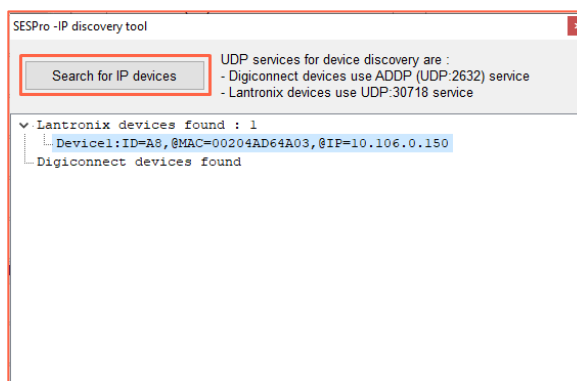 SESPro -IP discovery tool
Search for IP devices
UDP services for device discovery are :
- Digiconnect devices use ADDP (UDP:2632) service
- Lantronix devices use UDP:30718 service
Lantronix devices found : 1
Device1:ID=A8,@MAC=00204AD64A03,@IP=10.106.0.150
Digiconnect devices found